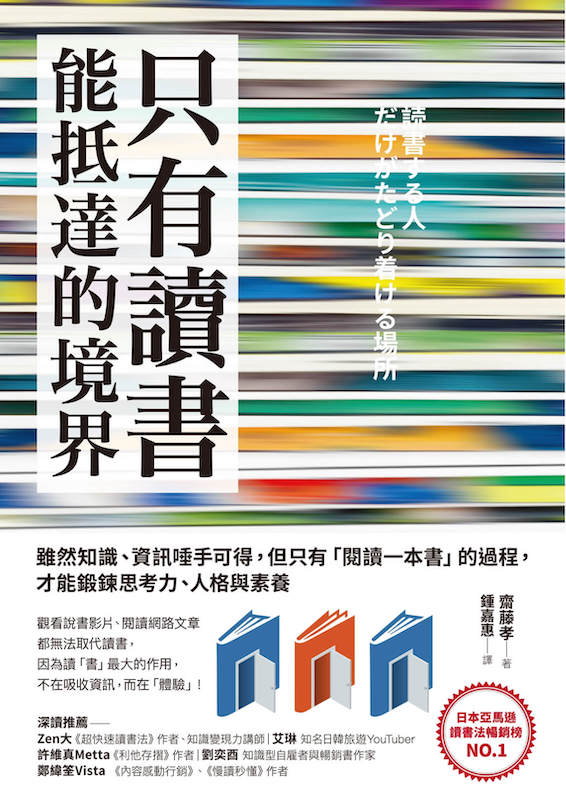 只有讀書
能抵達的境界
読書する人
だけがたどり着ける場所
雖然知識、資訊唾手可得，但只有「閱讀一本書」的過程，
才能鍛鍊思考力、人格與素養
觀看說書影片、閱讀網路文章
都無法取代讀書，
因為讀「書」最大的作用，
不在吸收資訊，而在「體驗」！
齋藤孝—著
鍾嘉惠—譯
深讀推薦——
Zen大《超快速讀書法》作者、知識變現力講師｜艾琳 知名日韓旅遊YouTuber
許維真Metta《利他存摺》作者｜劉奕酉 知識型自雇者與暢銷書作家
鄭緯筌Vista 《內容感動行銷》、《慢讀秒懂》作者
日本亞馬遜
讀書法暢銷榜
NO.1